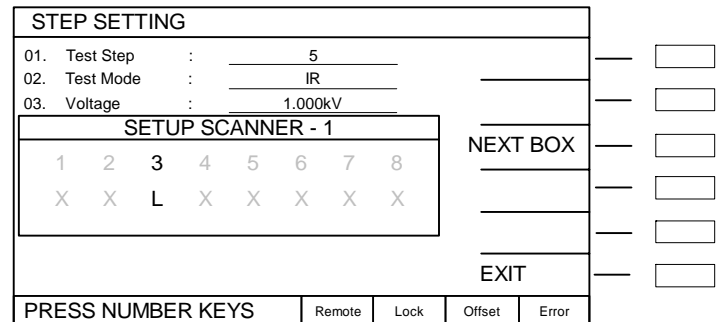 STEP SETTING
01. Test Step : 5
02. Test Mode : IR
03. Voltage : 1.000kV
SETUP SCANNER - 1
1 2 3 4 5 6 7 8
X X L X X X X X
NEXT BOX
EXIT
PRESS NUMBER KEYS Remote Lock Offset Error